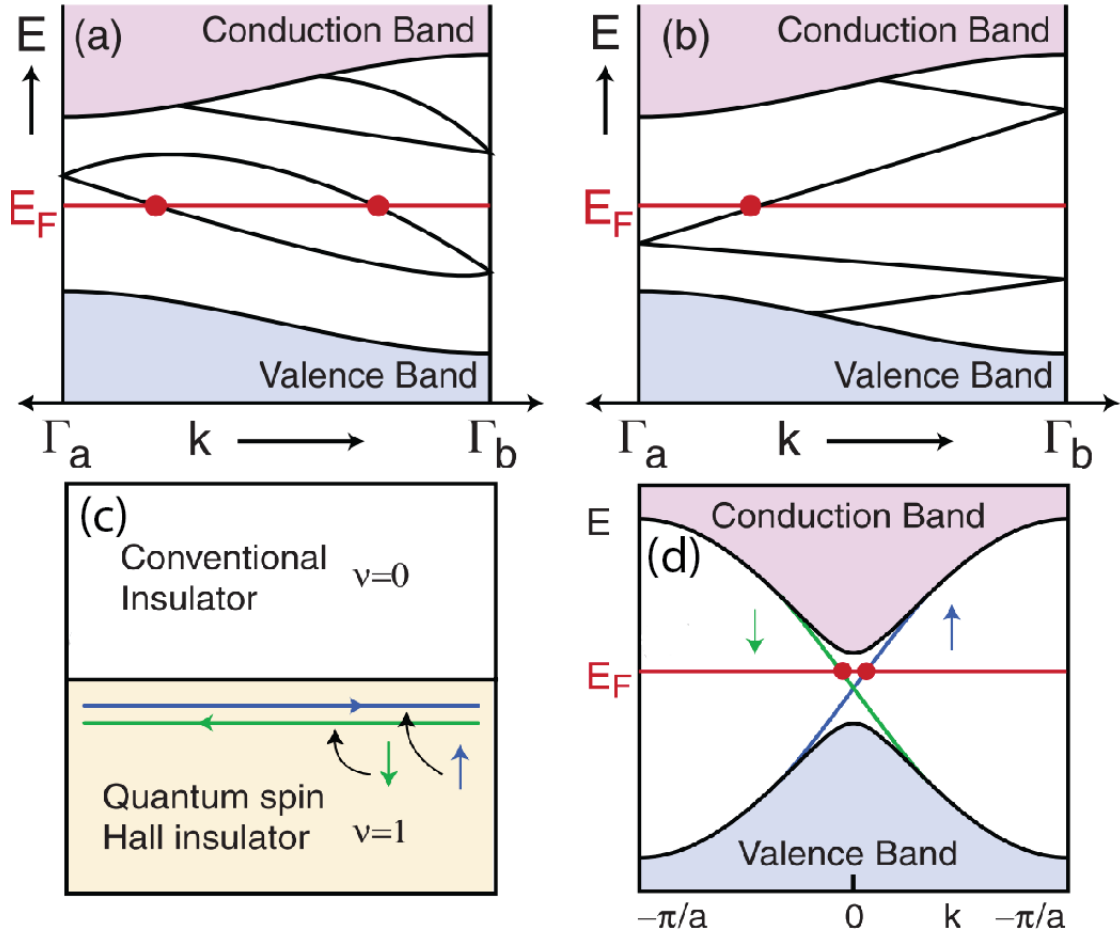 E (a) Conduction Band
E_F
Valence Band
Γ_a k Γ_b
E (b) Conduction Band
E_F
Valence Band
Γ_a k Γ_b
(c)
Conventional
Insulator ν=0
Quantum spin
Hall insulator ν=1
E (d) Conduction Band
E_F
Valence Band
−π/a 0 k −π/a